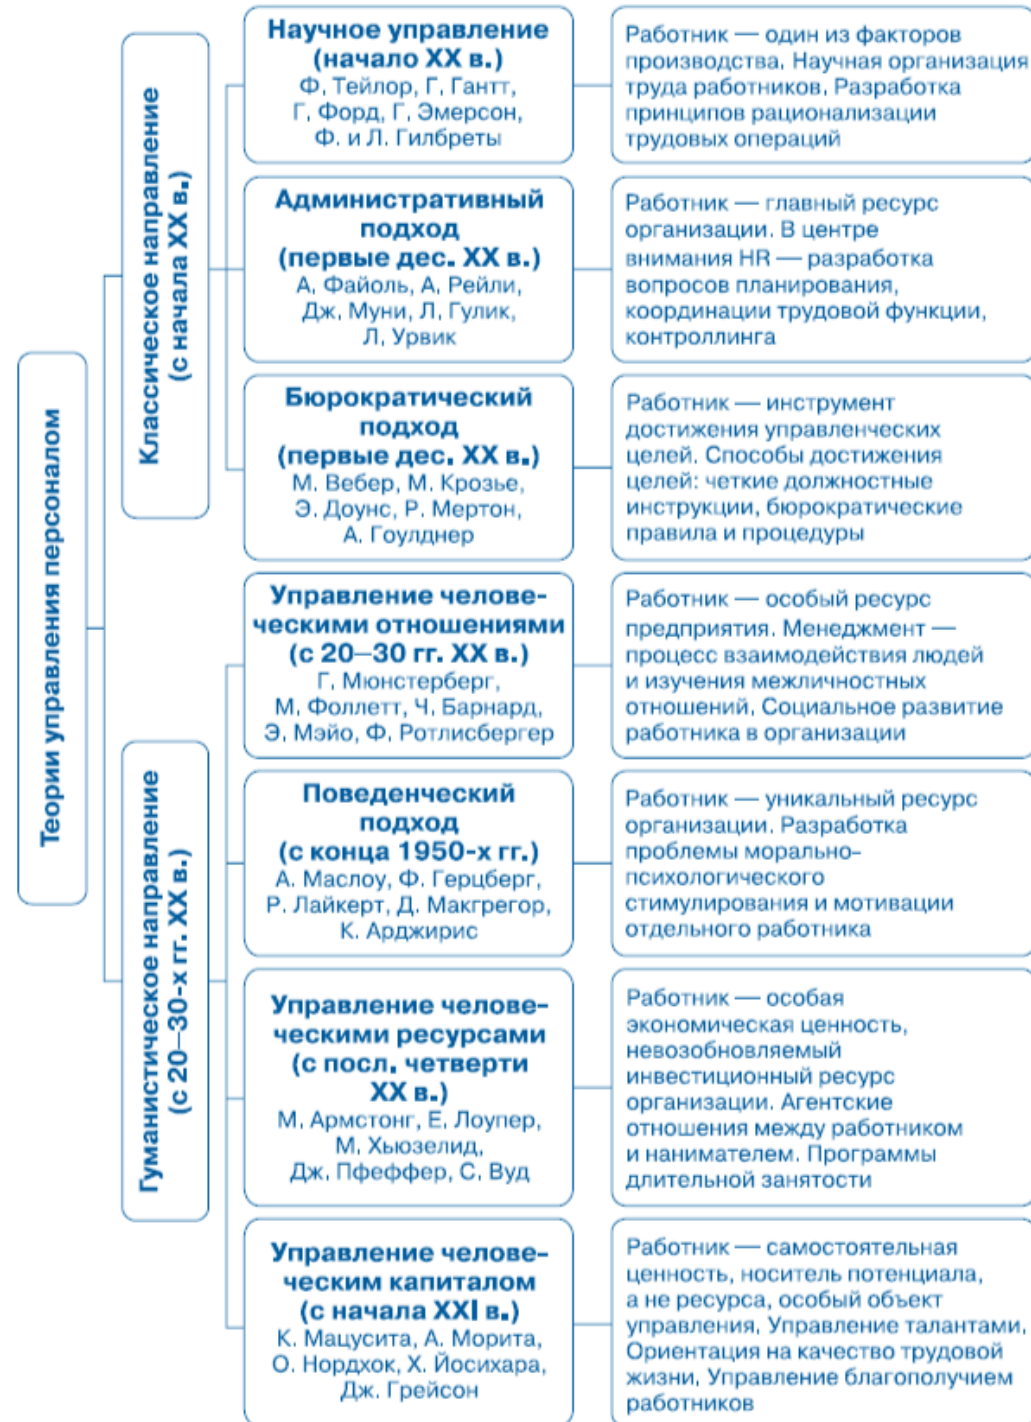 Теории управления персоналом
Классическое направление
(с начала XX в.)
Научное управление
(начало XX в.)
Ф. Тейлор, Г. Гантт,
Г. Форд, Г. Эмерсон,
Ф. и Л. Гилбреты
Работник — один из факторов
производства. Научная организация
труда работников. Разработка
принципов рационализации
трудовых операций
Административный
подход
(первые дес. XX в.)
А. Файоль, А. Рейли,
Дж. Муни, Л. Гулик,
Л. Урвик
Работник — главный ресурс
организации. В центре
внимания HR — разработка
вопросов планирования,
координации трудовой функции,
контроллинга
Бюрократический
подход
(первые дес. XX в.)
М. Вебер, М. Крозье,
Э. Доунс, Р. Мертон,
А. Гоулднер
Работник — инструмент
достижения управленческих
целей. Способы достижения
целей: четкие должностные
инструкции, бюрократические
правила и процедуры
Гуманистическое направление
(с 20–30-х гг. XX в.)
Управление челове-
ческими отношениями
(с 20–30 гг. XX в.)
Г. Мюнстерберг,
М. Фоллетт, Ч. Барнард,
Э. Мэйо, Ф. Ротлисбергер
Работник — особый ресурс
предприятия. Менеджмент —
процесс взаимодействия людей
и изучения межличностных
отношений. Социальное развитие
работника в организации
Поведенческий
подход
(с конца 1950-х гг.)
А. Маслоу, Ф. Герцберг,
Р. Лайкерт, Д. Макгрегор,
К. Арджирис
Работник — уникальный ресурс
организации. Разработка
проблемы морально-
психологического
стимулирования и мотивации
отдельного работника
Управление челове-
ческими ресурсами
(с посл. четверти
XX в.)
М. Армстонг, Е. Лоупер,
М. Хьюзелид,
Дж. Пфеффер, С. Вуд
Работник — особая
экономическая ценность,
невозобновляемый
инвестиционный ресурс
организации. Агентские
отношения между работником
и нанимателем. Программы
длительной занятости
Управление челове-
ческим капиталом
(с начала XXI в.)
К. Мацусита, А. Морита,
О. Нордхок, Х. Йосихара,
Дж. Грейсон
Работник — самостоятельная
ценность, носитель потенциала,
а не ресурса, особый объект
управления. Управление талантами.
Ориентация на качество трудовой
жизни. Управление благополучием
работников